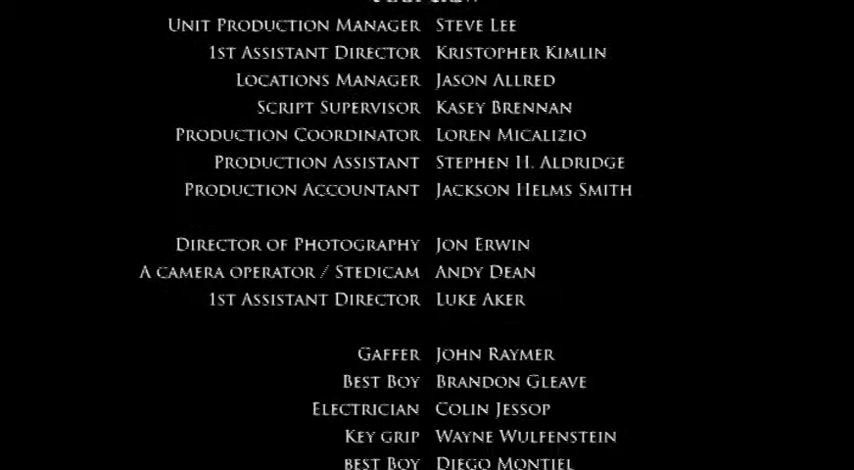 Unit Production Manager Steve Lee
1st Assistant Director Kristopher Kimlin
Locations Manager Jason Allred
Script Supervisor Kasey Brennan
Production Coordinator Loren Micalizio
Production Assistant Stephen H. Aldridge
Production Accountant Jackson Helms Smith
Director of Photography Jon Erwin
A camera operator / Stedicam Andy Dean
1st Assistant Director Luke Aker
Gaffer John Raymer
Best Boy Brandon Gleave
Electrician Colin Jessop
Key grip Wayne Wulfenstein
best Boy Diego Montiel